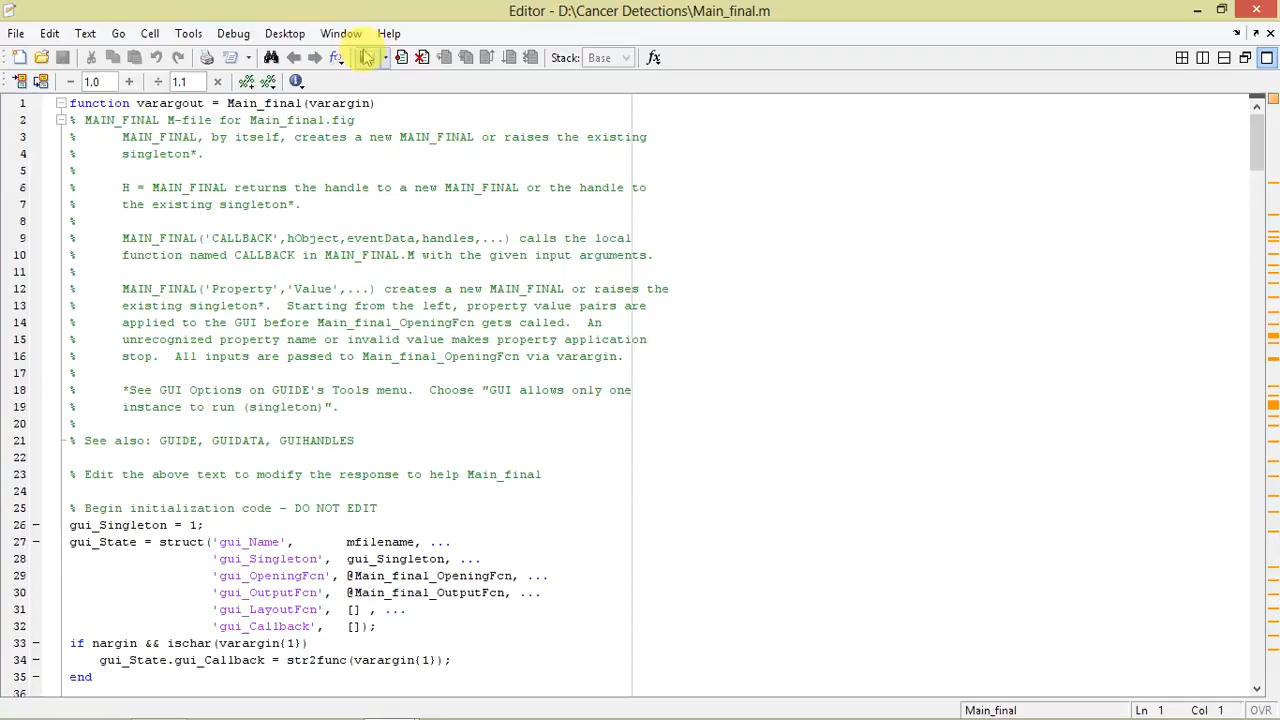 Editor - D:\Cancer Detections\Main_final.m
File Edit Text Go Cell Tools Debug Desktop Window Help
Stack: Base fx
1.0 1.1
1 function varargout = Main_final(varargin)
2 % MAIN_FINAL M-file for Main_final.fig
3 % MAIN_FINAL, by itself, creates a new MAIN_FINAL or raises the existing
4 % singleton*.
5 %
6 % H = MAIN_FINAL returns the handle to a new MAIN_FINAL or the handle to
7 % the existing singleton*.
8 %
9 % MAIN_FINAL('CALLBACK',hObject,eventData,handles,...) calls the local
10 % function named CALLBACK in MAIN_FINAL.M with the given input arguments.
11 %
12 % MAIN_FINAL('Property','Value',...) creates a new MAIN_FINAL or raises the
13 % existing singleton*. Starting from the left, property value pairs are
14 % applied to the GUI before Main_final_OpeningFcn gets called. An
15 % unrecognized property name or invalid value makes property application
16 % stop. All inputs are passed to Main_final_OpeningFcn via varargin.
17 %
18 % *See GUI Options on GUIDE's Tools menu. Choose "GUI allows only one
19 % instance to run (singleton)".
20 %
21 % See also: GUIDE, GUIDATA, GUIHANDLES
22
23 % Edit the above text to modify the response to help Main_final
24
25 % Begin initialization code - DO NOT EDIT
26 gui_Singleton = 1;
27 gui_State = struct('gui_Name', mfilename, ...
28 'gui_Singleton', gui_Singleton, ...
29 'gui_OpeningFcn', @Main_final_OpeningFcn, ...
30 'gui_OutputFcn', @Main_final_OutputFcn, ...
31 'gui_LayoutFcn', [] , ...
32 'gui_Callback', []);
33 if nargin && ischar(varargin{1})
34 gui_State.gui_Callback = str2func(varargin{1});
35 end
36
Main_final Ln 1 Col 1 OVR